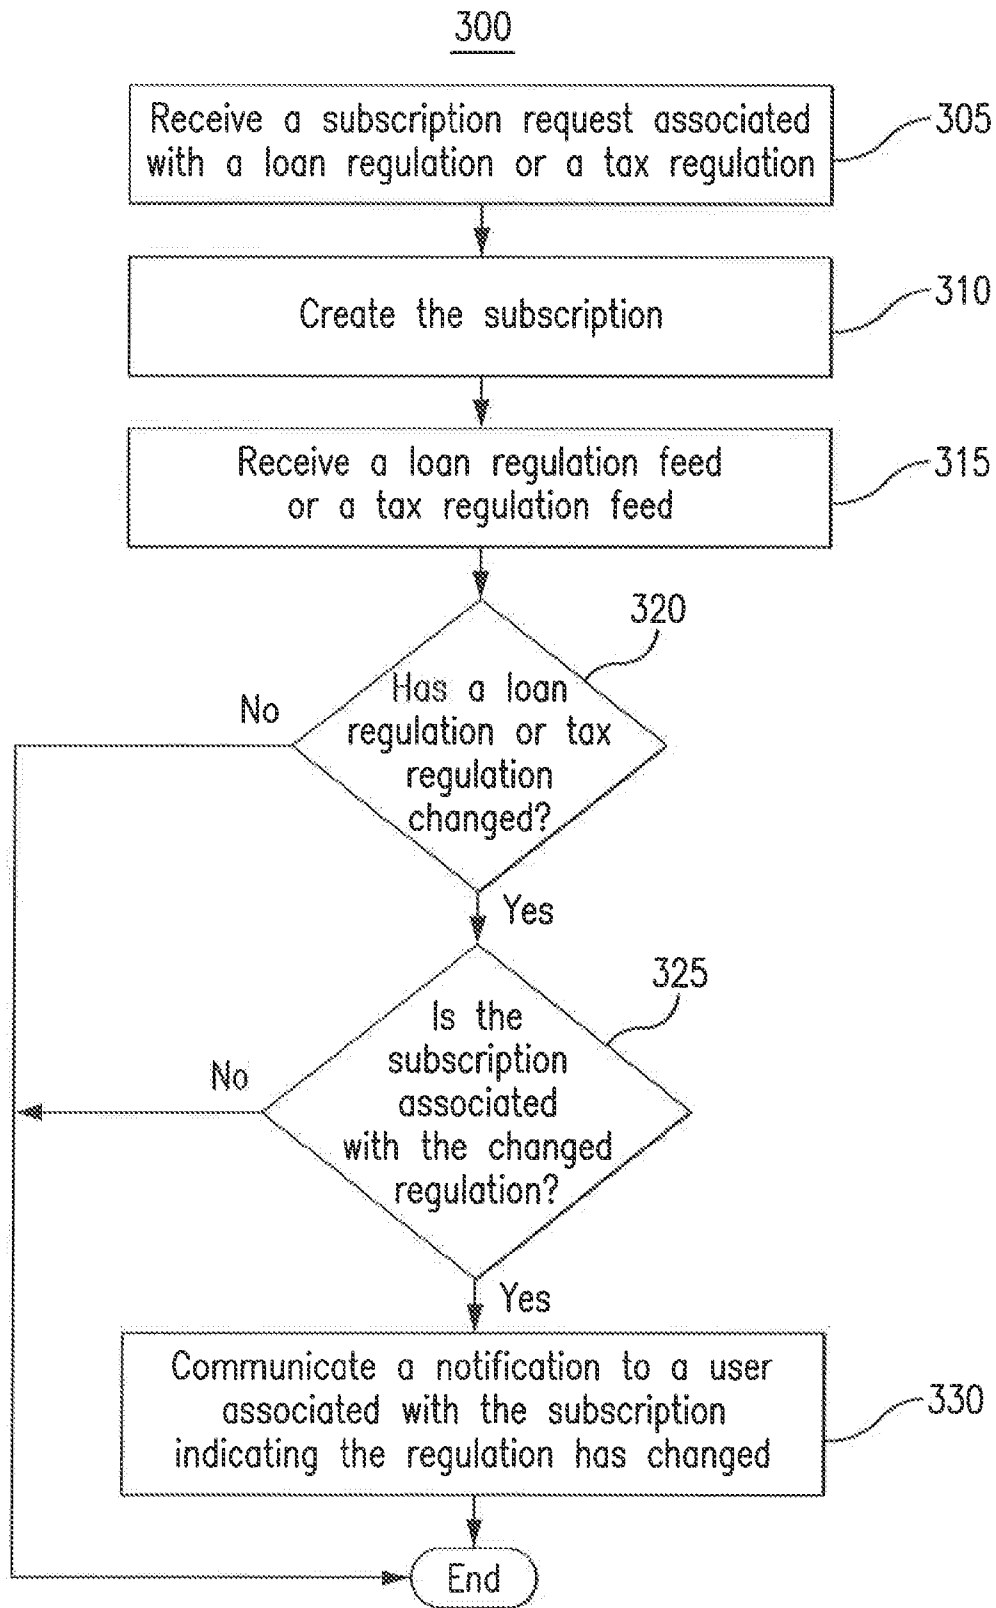 300
Receive a subscription request associated
with a loan regulation or a tax regulation
305
Create the subscription
310
Receive a loan regulation feed
or a tax regulation feed
315
320
Has a loan
regulation or tax
regulation
changed?
No
Yes
325
Is the
subscription
associated
with the changed
regulation?
No
Yes
Communicate a notification to a user
associated with the subscription
indicating the regulation has changed
330
End